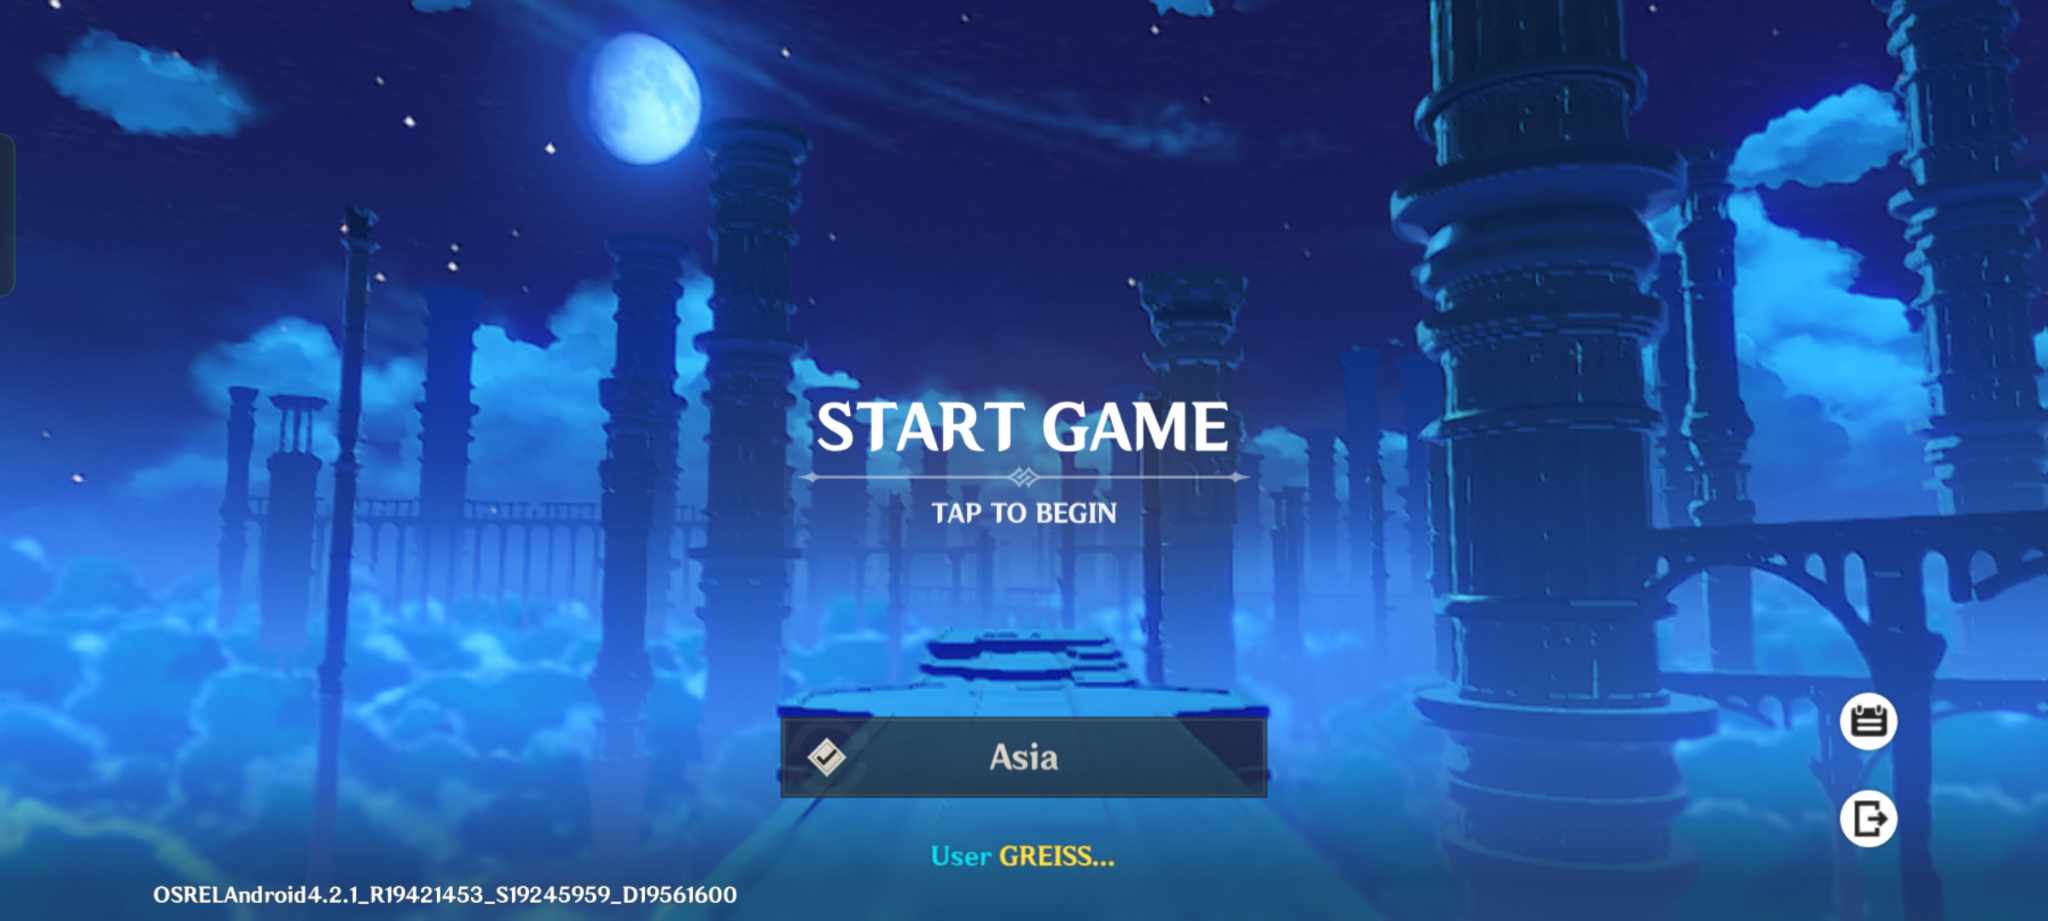 START GAME
TAP TO BEGIN
Asia
User GREISS...
OSRELAndroid4.2.1_R19421453_S19245959_D19561600